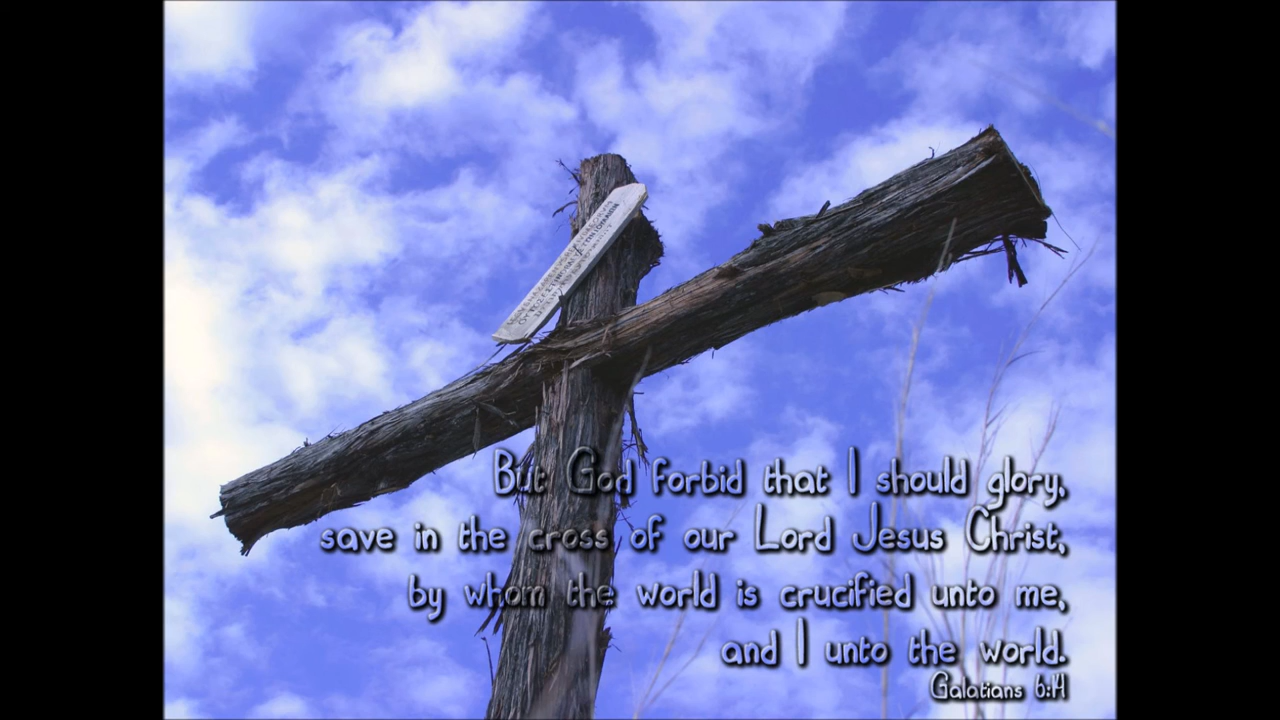 But God forbid that I should glory,
save in the cross of our Lord Jesus Christ,
by whom the world is crucified unto me,
and I unto the world.
Galatians 6:14